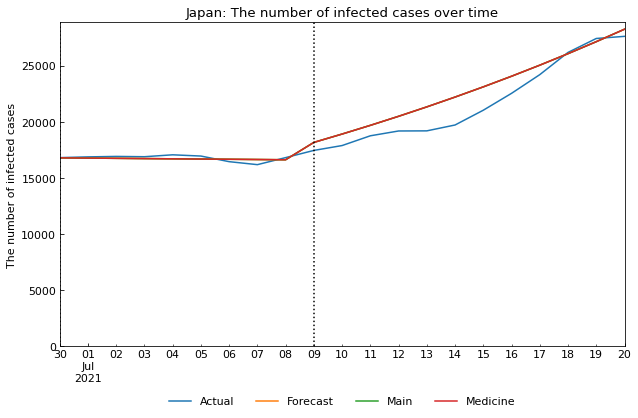 Japan: The number of infected cases over time
The number of infected cases
25000
20000
15000
10000
5000
0
30 01 02 03 04 05 06 07 08 09 10 11 12 13 14 15 16 17 18 19 20
Jul
2021
Actual Forecast Main Medicine